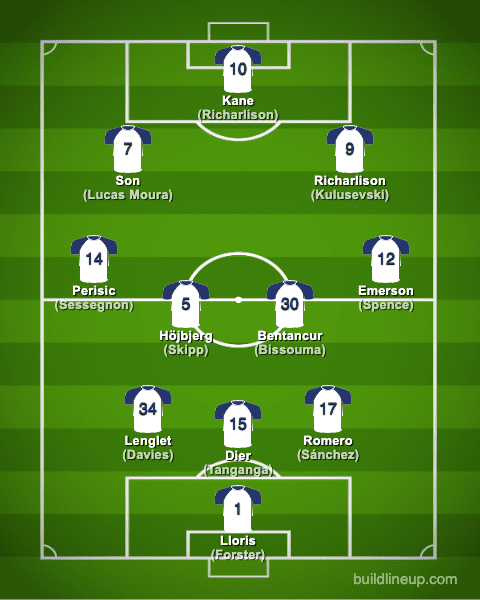 10
Kane
(Richarlison)
7
Son
(Lucas Moura)
9
Richarlison
(Kulusevski)
14
Perisic
(Sessegnon)
12
Emerson
(Spence)
5
Höjbjerg
(Skipp)
30
Bentancur
(Bissouma)
34
Lenglet
(Davies)
15
Dier
(Tanganga)
17
Romero
(Sánchez)
1
Lloris
(Forster)
buildlineup.com